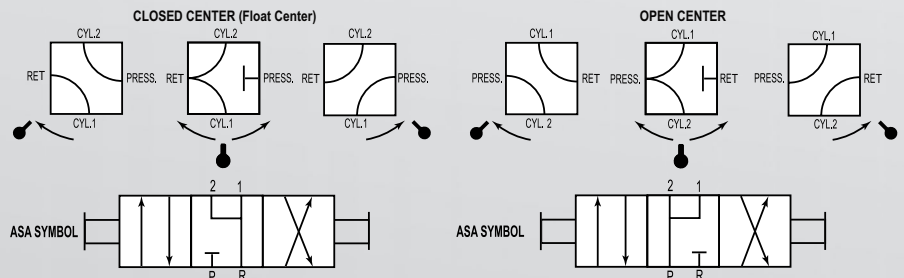 CLOSED CENTER (Float Center)
CYL.2
RET
PRESS.
CYL.1
CYL.2
RET
PRESS.
CYL.1
CYL.2
RET
PRESS.
CYL.1
ASA SYMBOL
2 1
P R
OPEN CENTER
CYL.1
PRESS.
RET
CYL. 2
CYL.1
PRESS.
RET
CYL.2
CYL.1
PRESS.
RET
CYL.2
ASA SYMBOL
2 1
P R